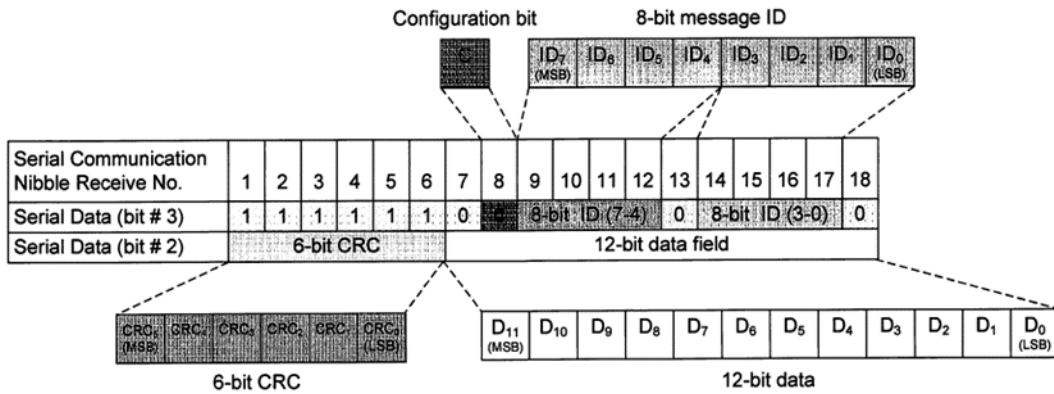 Configuration bit 8-bit message ID
C ID₇ ID₆ ID₅ ID₄ ID₃ ID₂ ID₁ ID₀
(MSB) (LSB)
Serial Communication
Nibble Receive No. 1 2 3 4 5 6 7 8 9 10 11 12 13 14 15 16 17 18
Serial Data (bit # 3) 1 1 1 1 1 1 0 8-bit ID (7-4) 0 8-bit ID (3-0) 0
Serial Data (bit # 2) 6-bit CRC 12-bit data field
CRC₅ CRC₄ CRC₃ CRC₂ CRC₁ CRC₀ D₁₁ D₁₀ D₉ D₈ D₇ D₆ D₅ D₄ D₃ D₂ D₁ D₀
(MSB) (LSB) (MSB) (LSB)
6-bit CRC 12-bit data